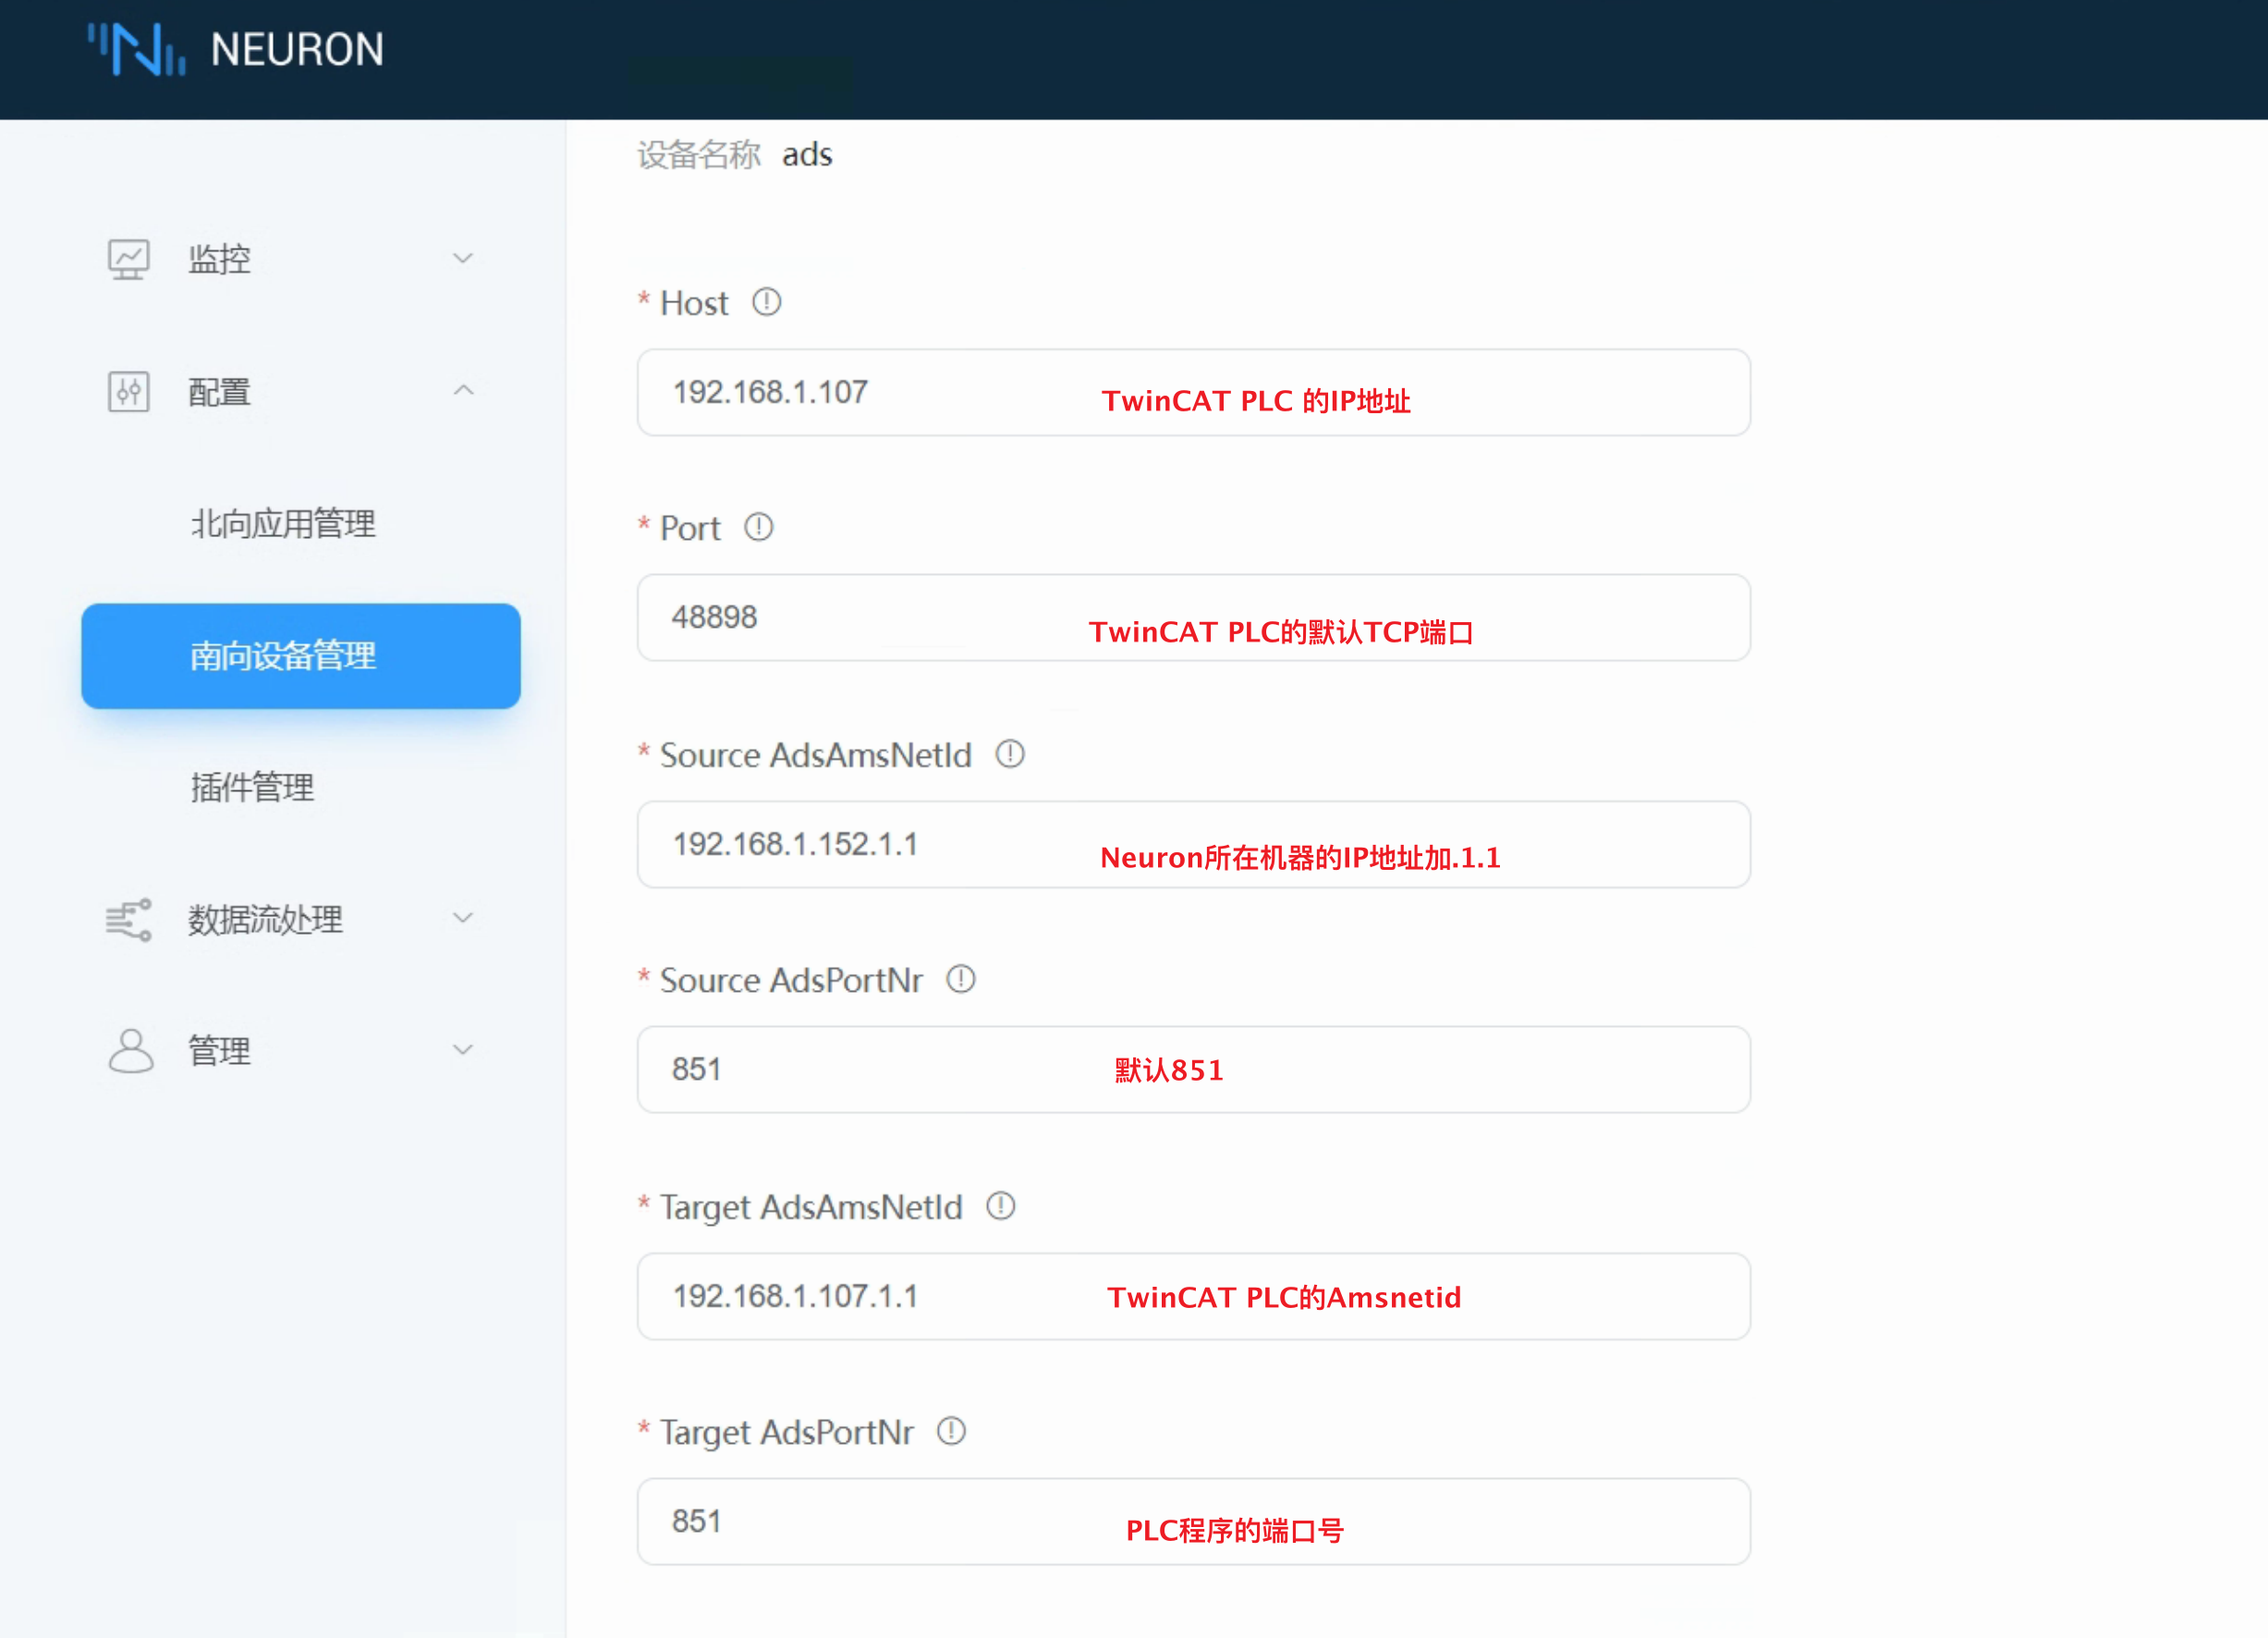 NEURON
监控
配置
北向应用管理
南向设备管理
插件管理
数据流处理
管理
设备名称 ads
* Host
192.168.1.107 TwinCAT PLC 的IP地址
* Port
48898 TwinCAT PLC的默认TCP端口
* Source AdsAmsNetId
192.168.1.152.1.1 Neuron所在机器的IP地址加.1.1
* Source AdsPortNr
851 默认851
* Target AdsAmsNetId
192.168.1.107.1.1 TwinCAT PLC的Amsnetid
* Target AdsPortNr
851 PLC程序的端口号